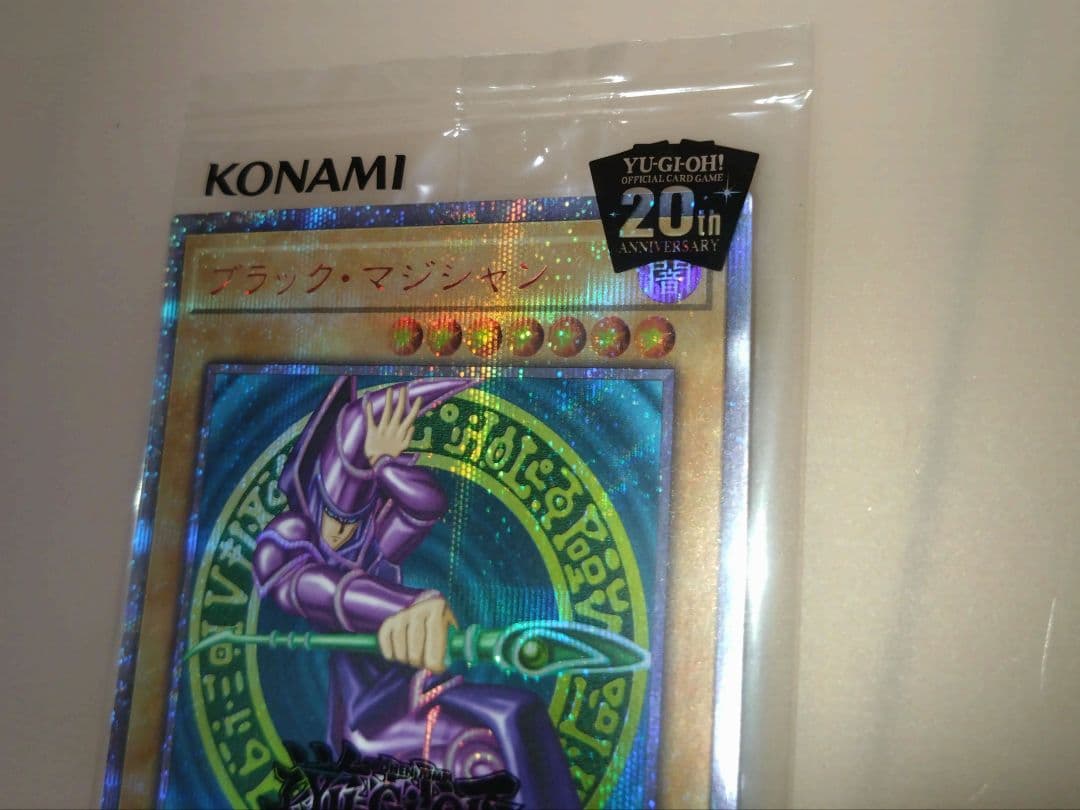 KONAMI
YU-GI-OH!
OFFICIAL CARD GAME
20th
ANNIVERSARY
ブラック・マジシャン
闇